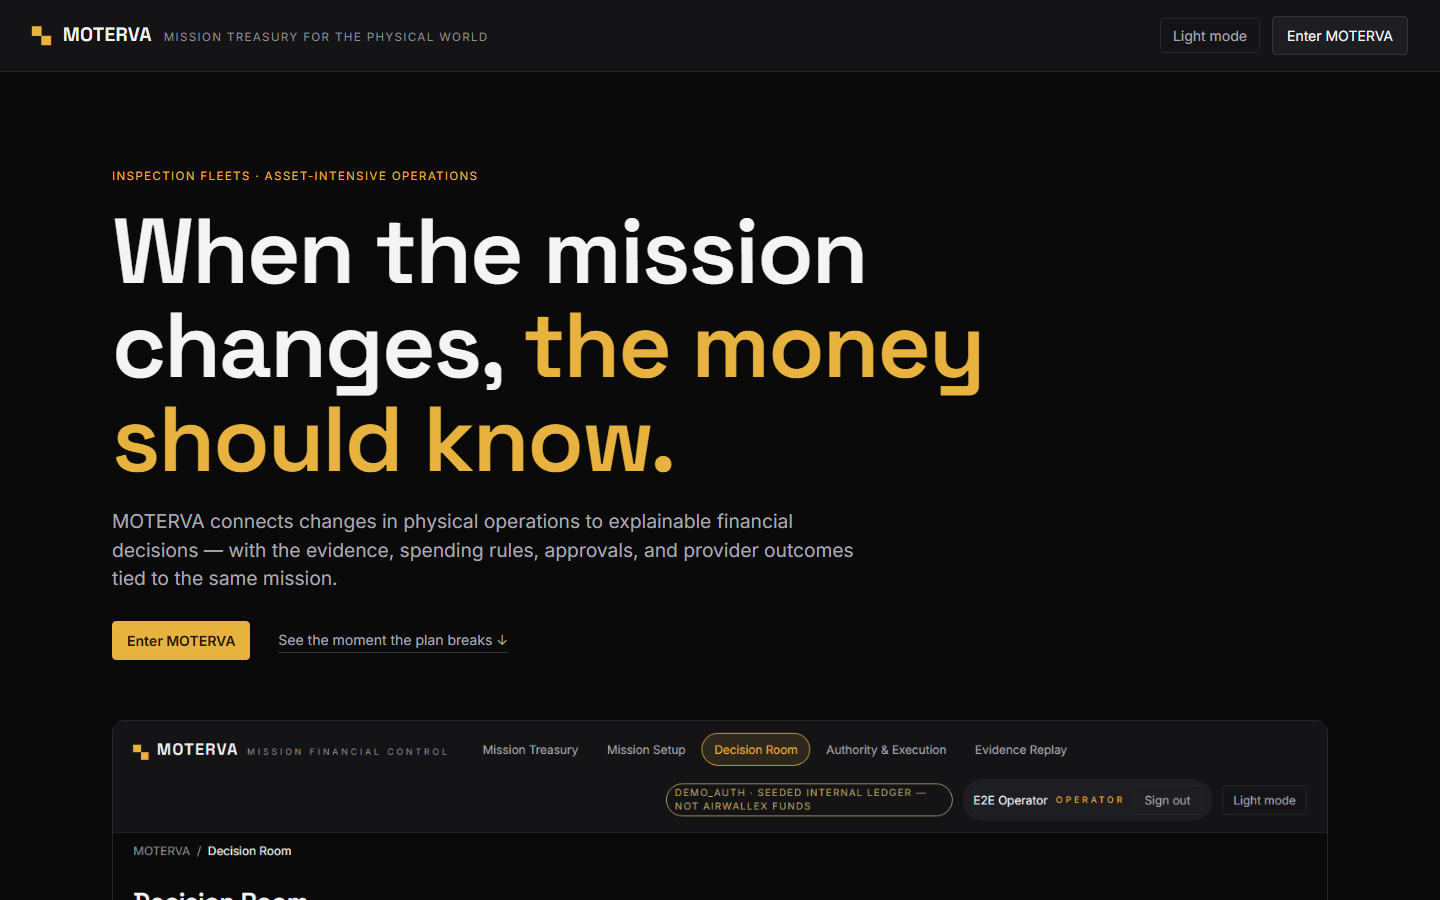 MOTERVA MISSION TREASURY FOR THE PHYSICAL WORLD
Light mode
Enter MOTERVA
INSPECTION FLEETS · ASSET-INTENSIVE OPERATIONS
When the mission
changes, the money
should know.
MOTERVA connects changes in physical operations to explainable financial
decisions — with the evidence, spending rules, approvals, and provider outcomes
tied to the same mission.
Enter MOTERVA
See the moment the plan breaks ↓
MOTERVA MISSION FINANCIAL CONTROL
Mission Treasury
Mission Setup
Decision Room
Authority & Execution
Evidence Replay
DEMO_AUTH · SEEDED INTERNAL LEDGER —
NOT AIRWALLEX FUNDS
E2E Operator OPERATOR
Sign out
Light mode
MOTERVA / Decision Room
Decision Room